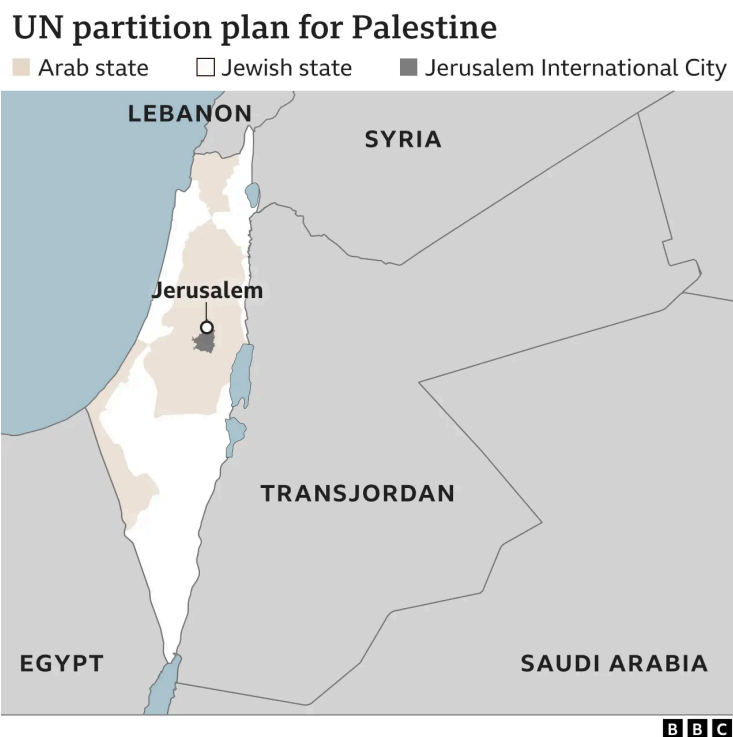 UN partition plan for Palestine
Arab state
Jewish state
Jerusalem International City
LEBANON
SYRIA
Jerusalem
TRANSJORDAN
EGYPT
SAUDI ARABIA
BBC